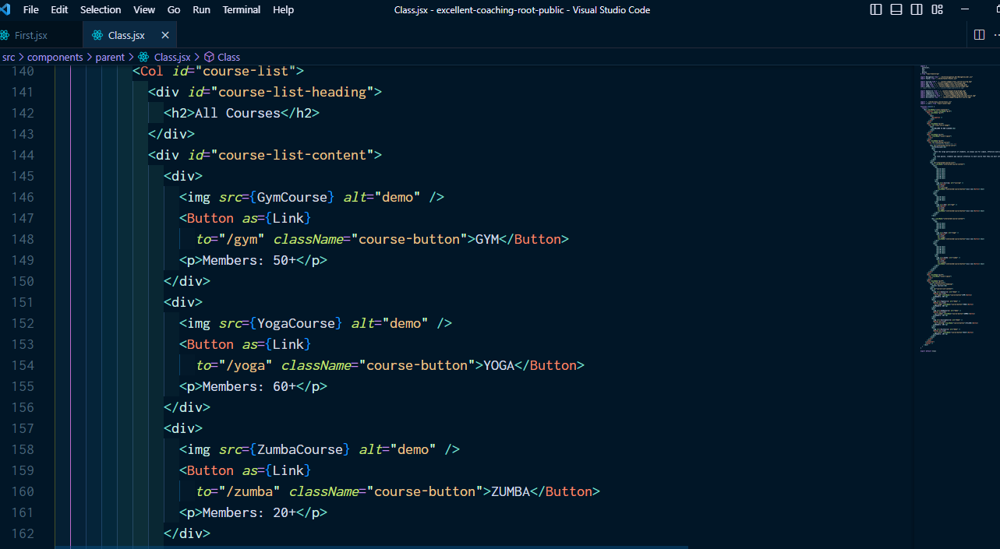 File Edit Selection View Go Run Terminal Help
Class.jsx - excellent-coaching-root-public - Visual Studio Code
First.jsx
Class.jsx
src > components > parent > Class.jsx > Class
140 <Col id="course-list">
141 <div id="course-list-heading">
142 <h2>All Courses</h2>
143 </div>
144 <div id="course-list-content">
145 <div>
146 <img src={GymCourse} alt="demo" />
147 <Button as={Link}
148 to="/gym" className="course-button">GYM</Button>
149 <p>Members: 50+</p>
150 </div>
151 <div>
152 <img src={YogaCourse} alt="demo" />
153 <Button as={Link}
154 to="/yoga" className="course-button">YOGA</Button>
155 <p>Members: 60+</p>
156 </div>
157 <div>
158 <img src={ZumbaCourse} alt="demo" />
159 <Button as={Link}
160 to="/zumba" className="course-button">ZUMBA</Button>
161 <p>Members: 20+</p>
162 </div>